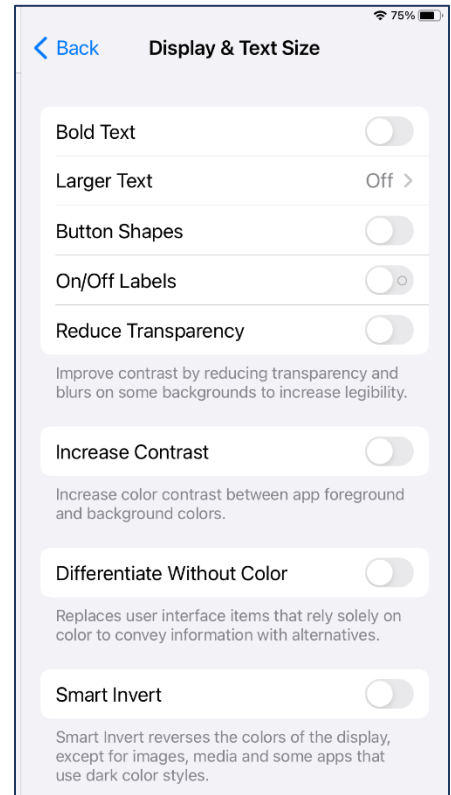 75%
Back Display & Text Size
Bold Text
Larger Text Off
Button Shapes
On/Off Labels
Reduce Transparency
Improve contrast by reducing transparency and
blurs on some backgrounds to increase legibility.
Increase Contrast
Increase color contrast between app foreground
and background colors.
Differentiate Without Color
Replaces user interface items that rely solely on
color to convey information with alternatives.
Smart Invert
Smart Invert reverses the colors of the display,
except for images, media and some apps that
use dark color styles.